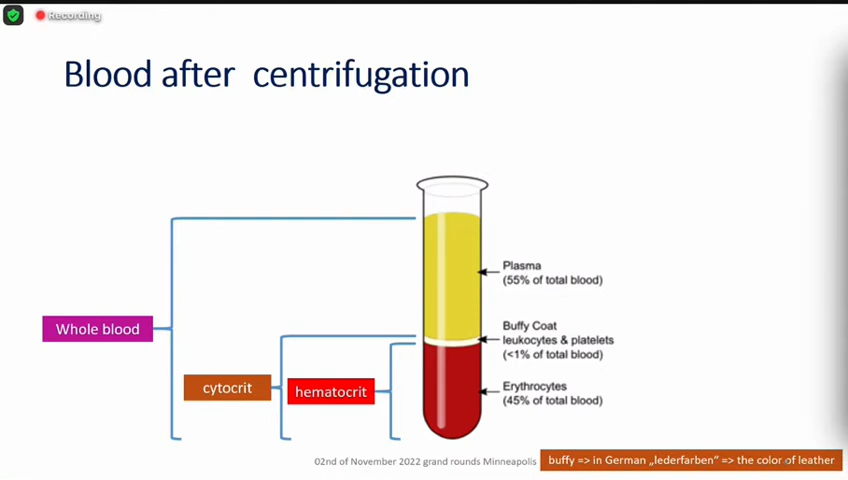 Recording
Blood after centrifugation
Plasma
(55% of total blood)
Buffy Coat
leukocytes & platelets
(<1% of total blood)
Whole blood
cytocrit
hematocrit
Erythrocytes
(45% of total blood)
02nd of November 2022 grand rounds Minneapolis
buffy => in German „lederfarben“ => the color of leather